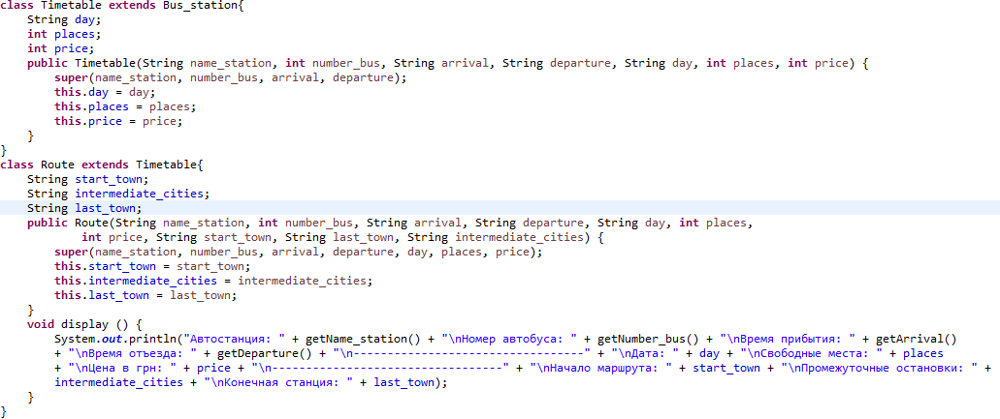 class Timetable extends Bus_station{
    String day;
    int places;
    int price;
    public Timetable(String name_station, int number_bus, String arrival, String departure, String day, int places, int price) {
        super(name_station, number_bus, arrival, departure);
        this.day = day;
        this.places = places;
        this.price = price;
    }
}
class Route extends Timetable{
    String start_town;
    String intermediate_cities;
    String last_town;
    public Route(String name_station, int number_bus, String arrival, String departure, String day, int places,
            int price, String start_town, String last_town, String intermediate_cities) {
        super(name_station, number_bus, arrival, departure, day, places, price);
        this.start_town = start_town;
        this.intermediate_cities = intermediate_cities;
        this.last_town = last_town;
    }
    void display () {
        System.out.println("Автостанция: " + getName_station() + "\nНомер автобуса: " + getNumber_bus() + "\nВремя прибытия: " + getArrival()
        + "\nВремя отъезда: " + getDeparture() + "\n----------------------------------" + "\nДата: " + day + "\nСвободные места: " + places
        + "\nЦена в грн: " + price + "\n----------------------------------" + "\nНачало маршрута: " + start_town + "\nПромежуточные остановки: " +
        intermediate_cities + "\nКонечная станция: " + last_town);
    }
}